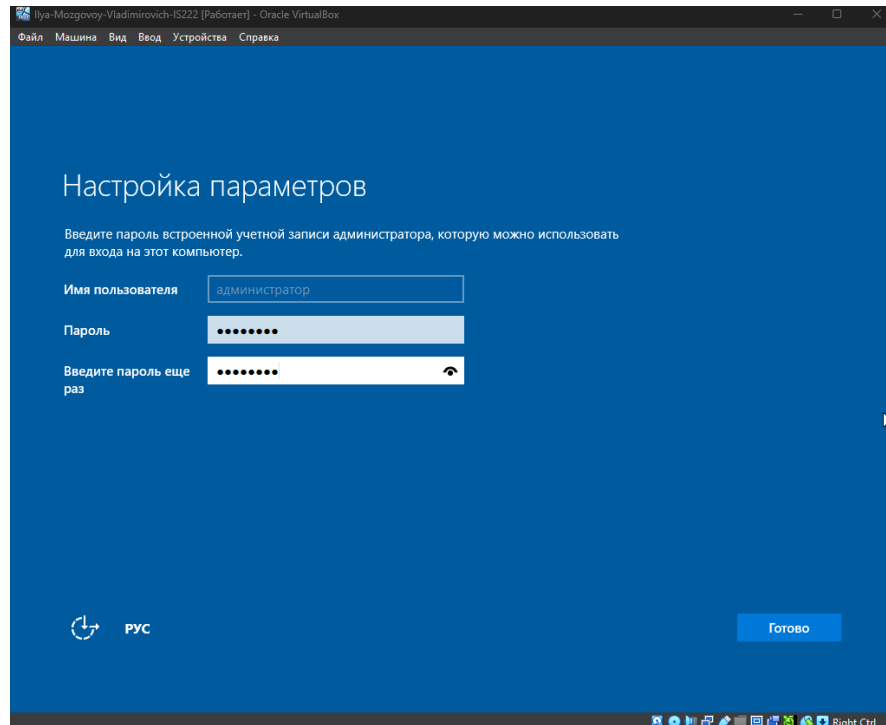 Ilya-Mozgovoy-Vladimirovich-IS222 [Работает] - Oracle VirtualBox
Файл Машина Вид Ввод Устройства Справка
Настройка параметров
Введите пароль встроенной учетной записи администратора, которую можно использовать
для входа на этот компьютер.
Имя пользователя администратор
Пароль ••••••••
Введите пароль еще ••••••••
раз
РУС Готово
Right Ctrl